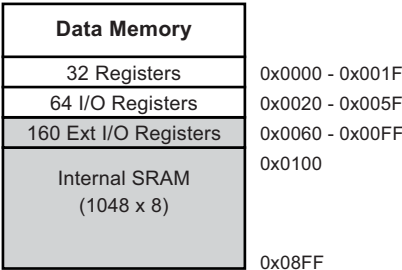 Data Memory
32 Registers 0x0000 - 0x001F
64 I/O Registers 0x0020 - 0x005F
160 Ext I/O Registers 0x0060 - 0x00FF
0x0100
Internal SRAM
(1048 x 8)
0x08FF